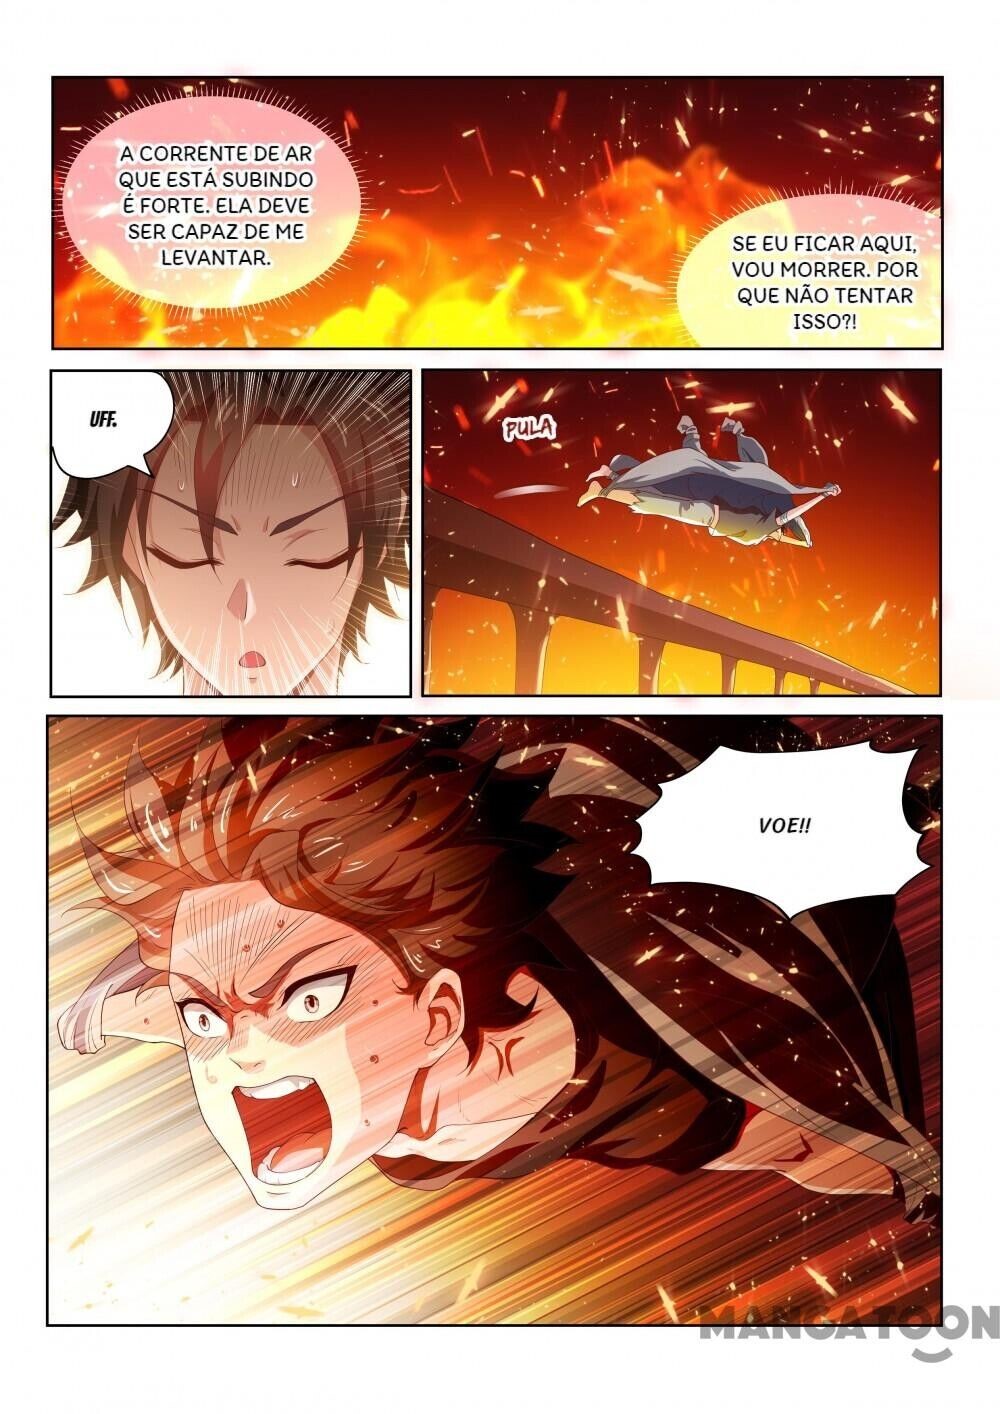 A CORRENTE DE AR
QUE ESTÁ SUBINDO
É FORTE. ELA DEVE
SER CAPAZ DE ME
LEVANTAR.
SE EU FICAR AQUI,
VOU MORRER. POR
QUE NÃO TENTAR
ISSO?!
UFF.
PULA
VOE!!
MANGATOON